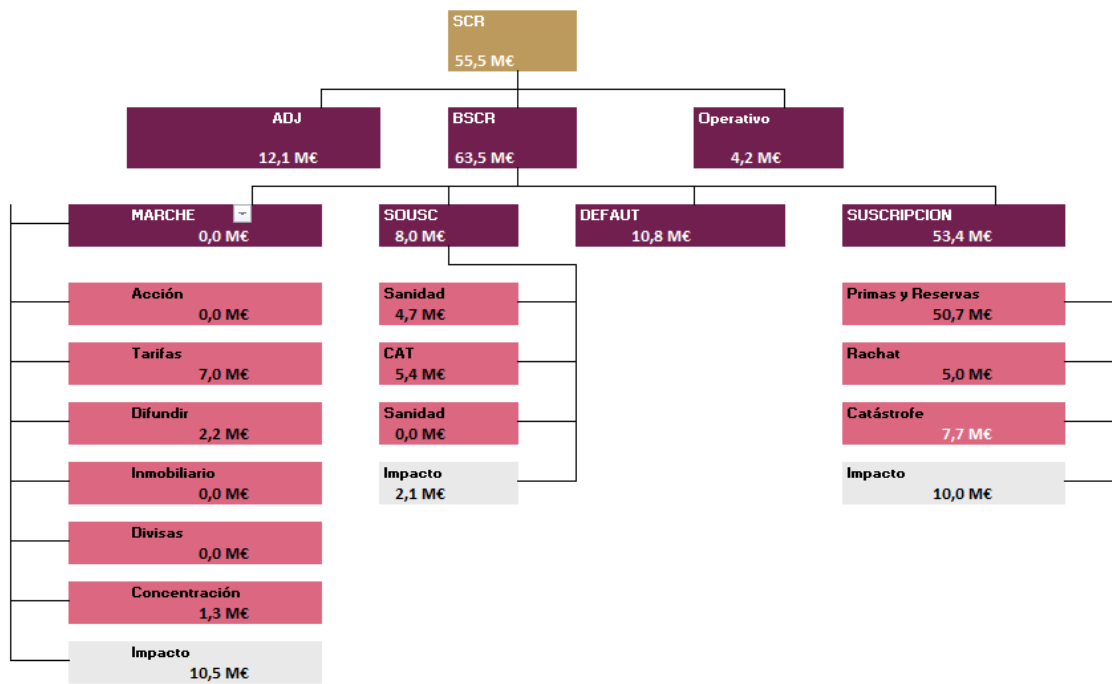 SCR
55,5 M€
ADJ
12,1 M€
BSCR
63,5 M€
Operativo
4,2 M€
MARCHE
0,0 M€
SOUSC
8,0 M€
DEFAUT
10,8 M€
SUSCRIPCION
53,4 M€
Acción
0,0 M€
Tarifas
7,0 M€
Difundir
2,2 M€
Inmobiliario
0,0 M€
Divisas
0,0 M€
Concentración
1,3 M€
Impacto
10,5 M€
Sanidad
4,7 M€
CAT
5,4 M€
Sanidad
0,0 M€
Impacto
2,1 M€
Primas y Reservas
50,7 M€
Rachat
5,0 M€
Catástrofe
7,7 M€
Impacto
10,0 M€